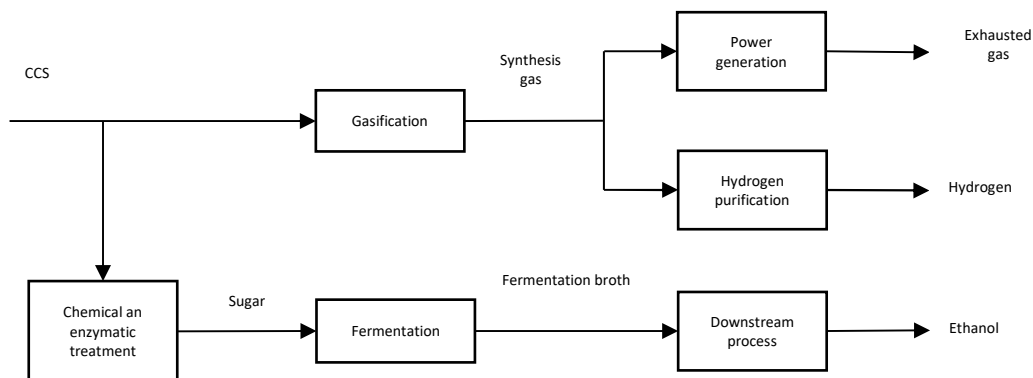 CCS
Gasification
Synthesis
gas
Power
generation
Exhausted
gas
Hydrogen
purification
Hydrogen
Chemical an
enzymatic
treatment
Sugar
Fermentation
Fermentation broth
Downstream
process
Ethanol